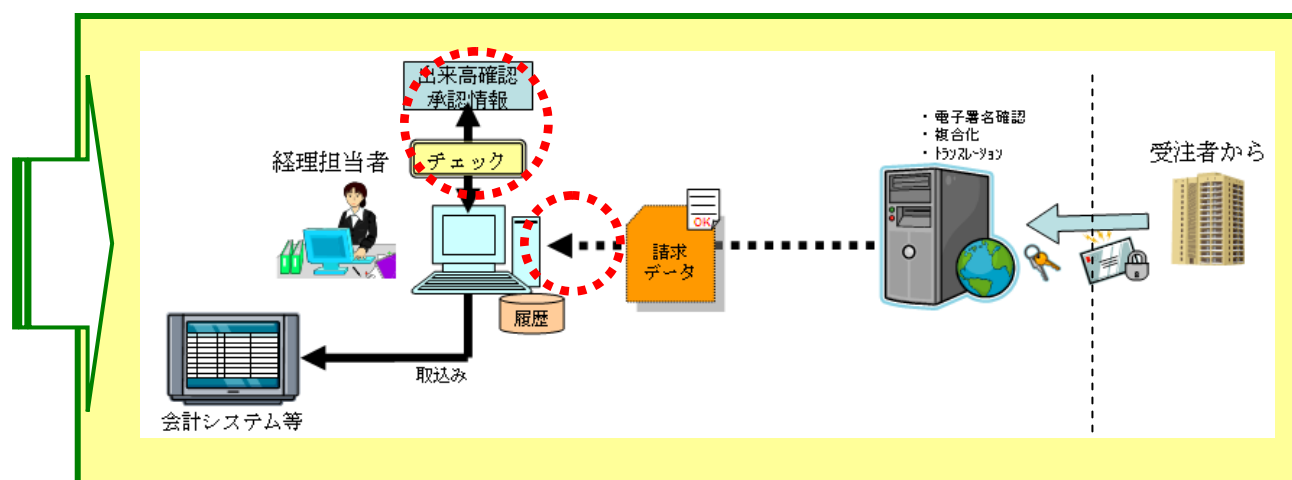 出来高確認
承認情報
チェック
経理担当者
・電子署名確認
・複合化
・トランスレーション
受注者から
OK
請求
データ
履歴
取込み
会計システム等